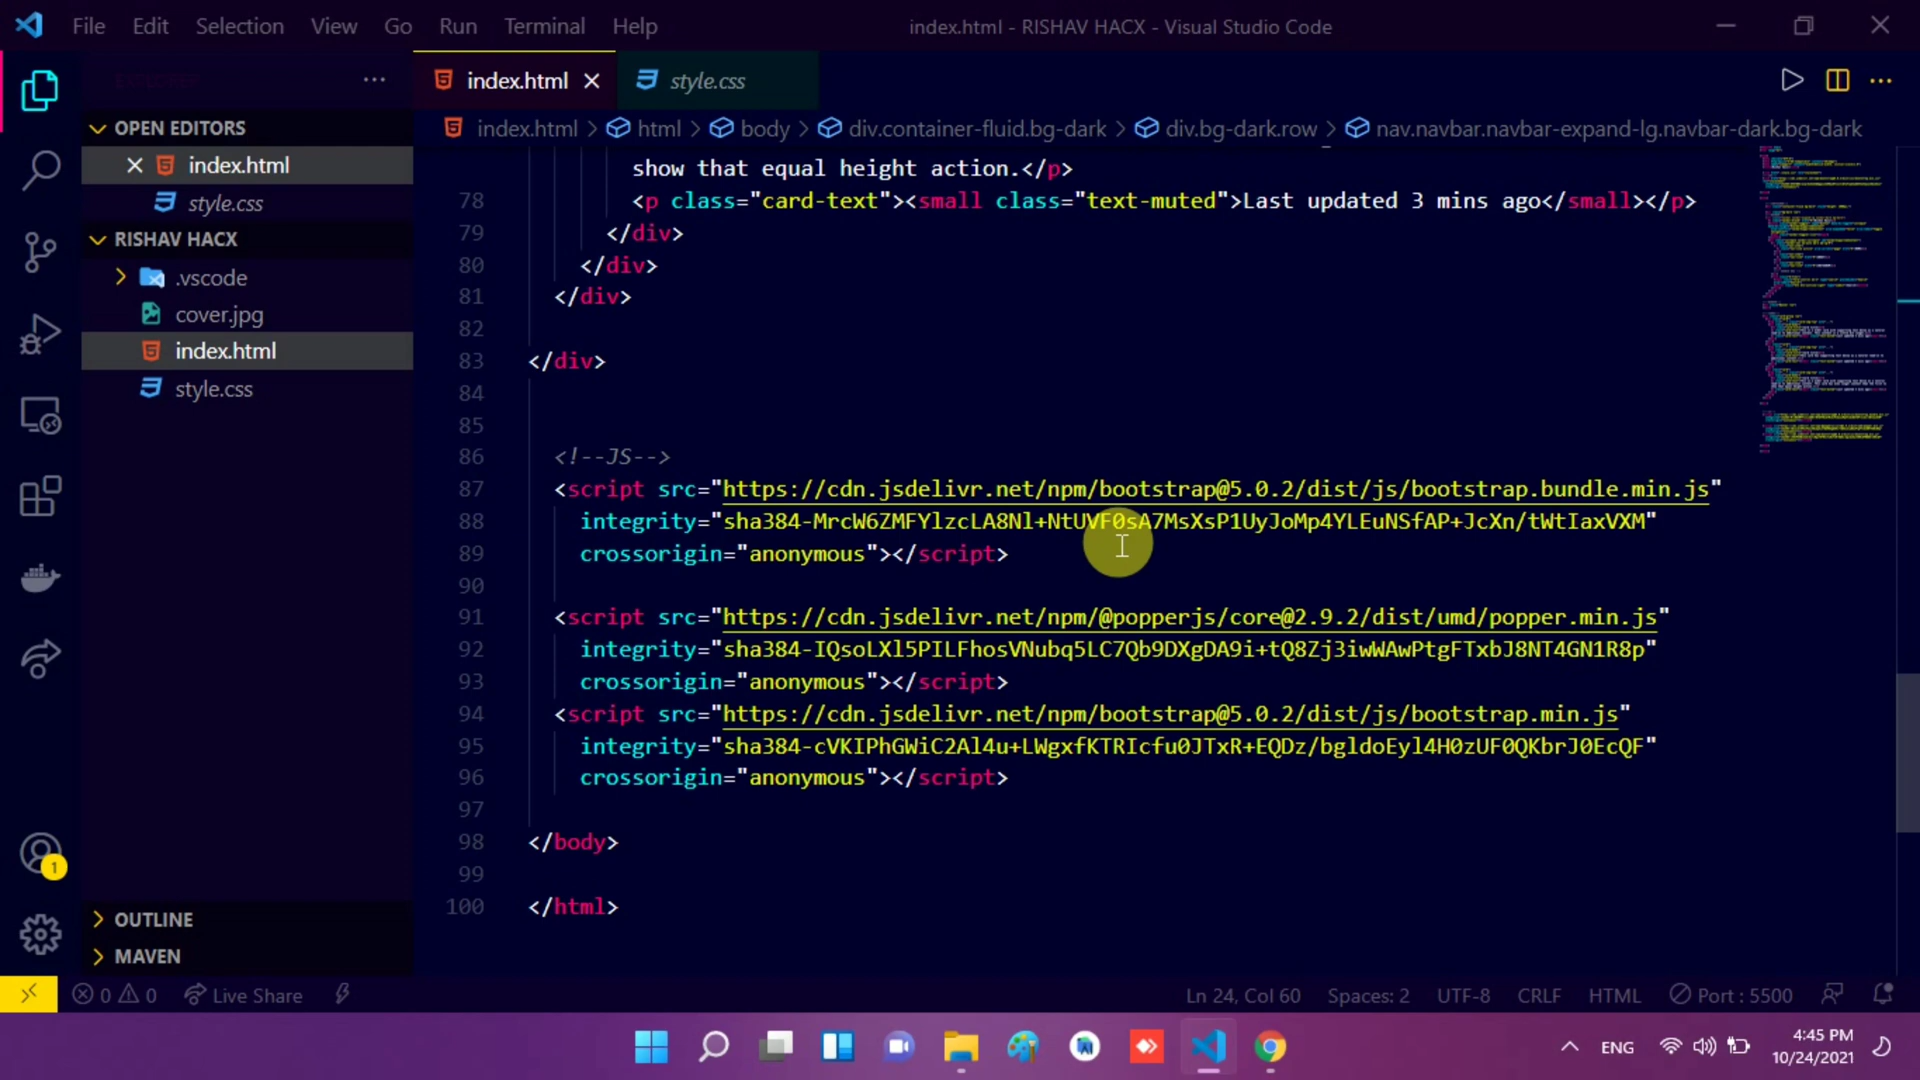 File Edit Selection View Go Run Terminal Help
index.html - RISHAV HACX - Visual Studio Code
index.html
style.css
index.html > html > body > div.container-fluid.bg-dark > div.bg-dark.row > nav.navbar.navbar-expand-lg.navbar-dark.bg-dark
OPEN EDITORS
index.html
style.css
RISHAV HACX
.vscode
cover.jpg
index.html
style.css
OUTLINE
MAVEN
show that equal height action.</p>
78 <p class="card-text"><small class="text-muted">Last updated 3 mins ago</small></p>
79 </div>
80 </div>
81 </div>
82
83 </div>
84
85
86 <!--JS-->
87 <script src="https://cdn.jsdelivr.net/npm/bootstrap@5.0.2/dist/js/bootstrap.bundle.min.js"
88 integrity="sha384-MrcW6ZMFYlzcLA8Nl+NtUVF0sA7MsXsP1UyJoMp4YLEuNSfAP+JcXn/tWtIaxVXM"
89 crossorigin="anonymous"></script>
90
91 <script src="https://cdn.jsdelivr.net/npm/@popperjs/core@2.9.2/dist/umd/popper.min.js"
92 integrity="sha384-IQsoLXl5PILFhosVNubq5LC7Qb9DXgDA9i+tQ8Zj3iwWAwPtgFTxbJ8NT4GN1R8p"
93 crossorigin="anonymous"></script>
94 <script src="https://cdn.jsdelivr.net/npm/bootstrap@5.0.2/dist/js/bootstrap.min.js"
95 integrity="sha384-cVKIPhGWiC2Al4u+LWgxfKTRIcfu0JTxR+EQDz/bgldoEyl4H0zUF0QKbrJ0EcQF"
96 crossorigin="anonymous"></script>
97
98 </body>
99
100 </html>
1
0 0 Live Share
Ln 24, Col 60 Spaces: 2 UTF-8 CRLF HTML Port : 5500
ENG
4:45 PM
10/24/2021